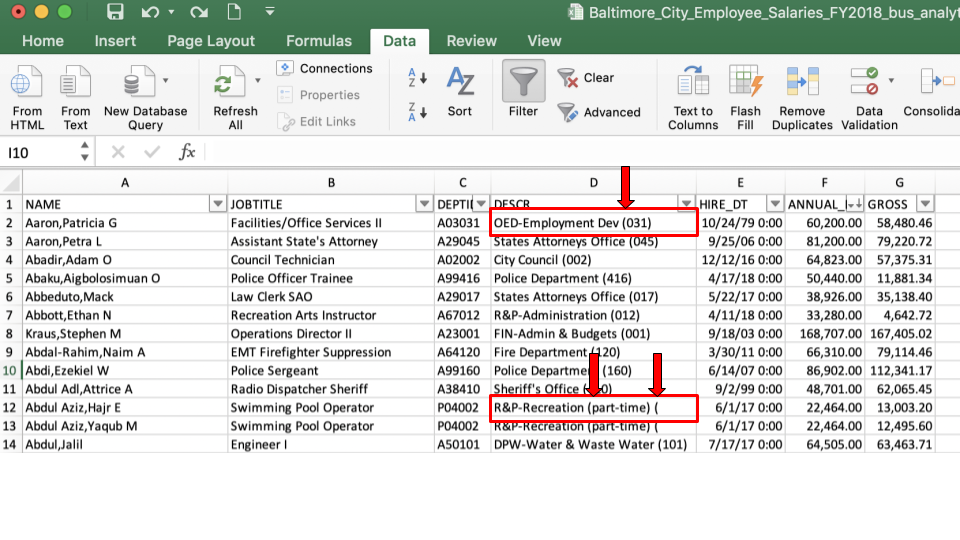 Baltimore_City_Employee_Salaries_FY2018_bus_analyt
Home Insert Page Layout Formulas Data Review View
From HTML From Text New Database Query Refresh All Connections Properties Edit Links A Z Z A A Z Sort Filter Clear Advanced Text to Columns Flash Fill Remove Duplicates Data Validation Consolida
I10 fx
A B C D E F G
1 NAME JOBTITLE DEPTID DESCR HIRE_DT ANNUAL_ GROSS
2 Aaron,Patricia G Facilities/Office Services II A03031 OED-Employment Dev (031) 10/24/79 0:00 60,200.00 58,480.46
3 Aaron,Petra L Assistant State's Attorney A29045 States Attorneys Office (045) 9/25/06 0:00 81,200.00 79,220.72
4 Abadir,Adam O Council Technician A02002 City Council (002) 12/12/16 0:00 64,823.00 57,375.31
5 Abaku,Aigbolosimuan O Police Officer Trainee A99416 Police Department (416) 4/17/18 0:00 50,440.00 11,881.34
6 Abbeduto,Mack Law Clerk SAO A29017 States Attorneys Office (017) 5/22/17 0:00 38,926.00 35,138.40
7 Abbott,Ethan N Recreation Arts Instructor A67012 R&P-Administration (012) 4/11/18 0:00 33,280.00 4,642.72
8 Kraus,Stephen M Operations Director II A23001 FIN-Admin & Budgets (001) 9/18/03 0:00 168,707.00 167,405.02
9 Abdal-Rahim,Naim A EMT Firefighter Suppression A64120 Fire Department (120) 3/30/11 0:00 66,310.00 79,114.46
10 Abdi,Ezekiel W Police Sergeant A99160 Police Department (160) 6/14/07 0:00 86,902.00 112,341.17
11 Abdul Adl,Attrice A Radio Dispatcher Sheriff A38410 Sheriff's Office 9/2/99 0:00 48,701.00 62,065.45
12 Abdul Aziz,Hajr E Swimming Pool Operator P04002 R&P-Recreation (part-time) ( 6/1/17 0:00 22,464.00 13,003.20
13 Abdul Aziz,Yaqub M Swimming Pool Operator P04002 R&P-Recreation (part-time) ( 6/1/17 0:00 22,464.00 12,495.60
14 Abdul,Jalil Engineer I A50101 DPW-Water & Waste Water (101) 7/17/17 0:00 64,505.00 63,463.71